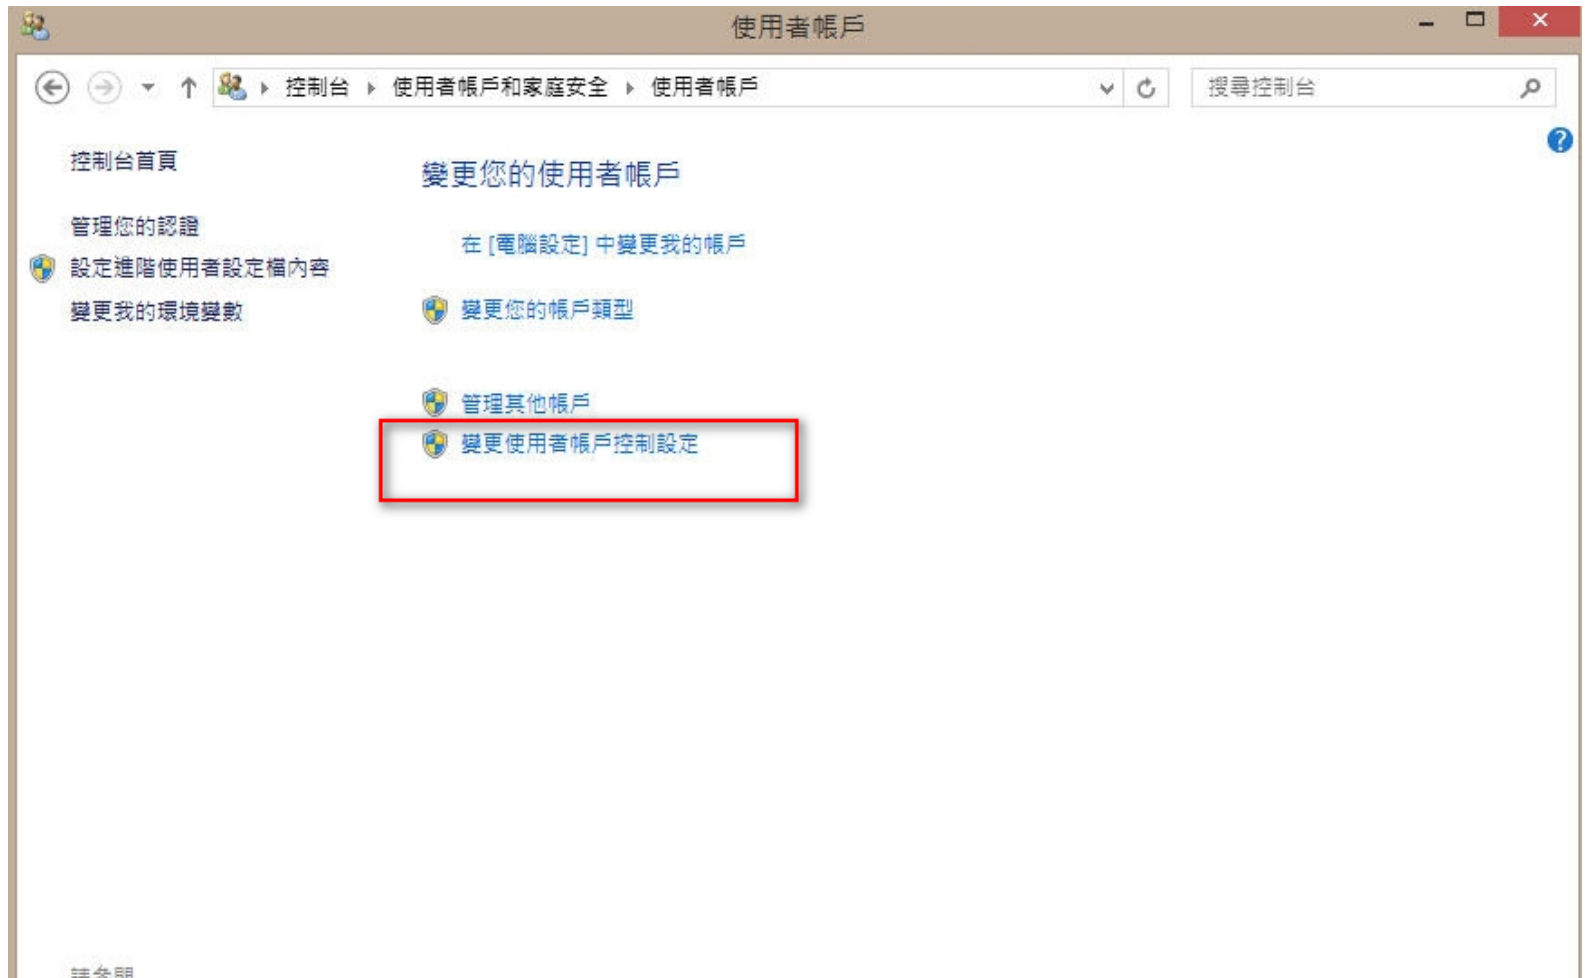 使用者帳戶
控制台 使用者帳戶和家庭安全 使用者帳戶
搜尋控制台
控制台首頁
管理您的認證
設定進階使用者設定檔內容
變更我的環境變數
變更您的使用者帳戶
在 [電腦設定] 中變更我的帳戶
變更您的帳戶類型
管理其他帳戶
變更使用者帳戶控制設定